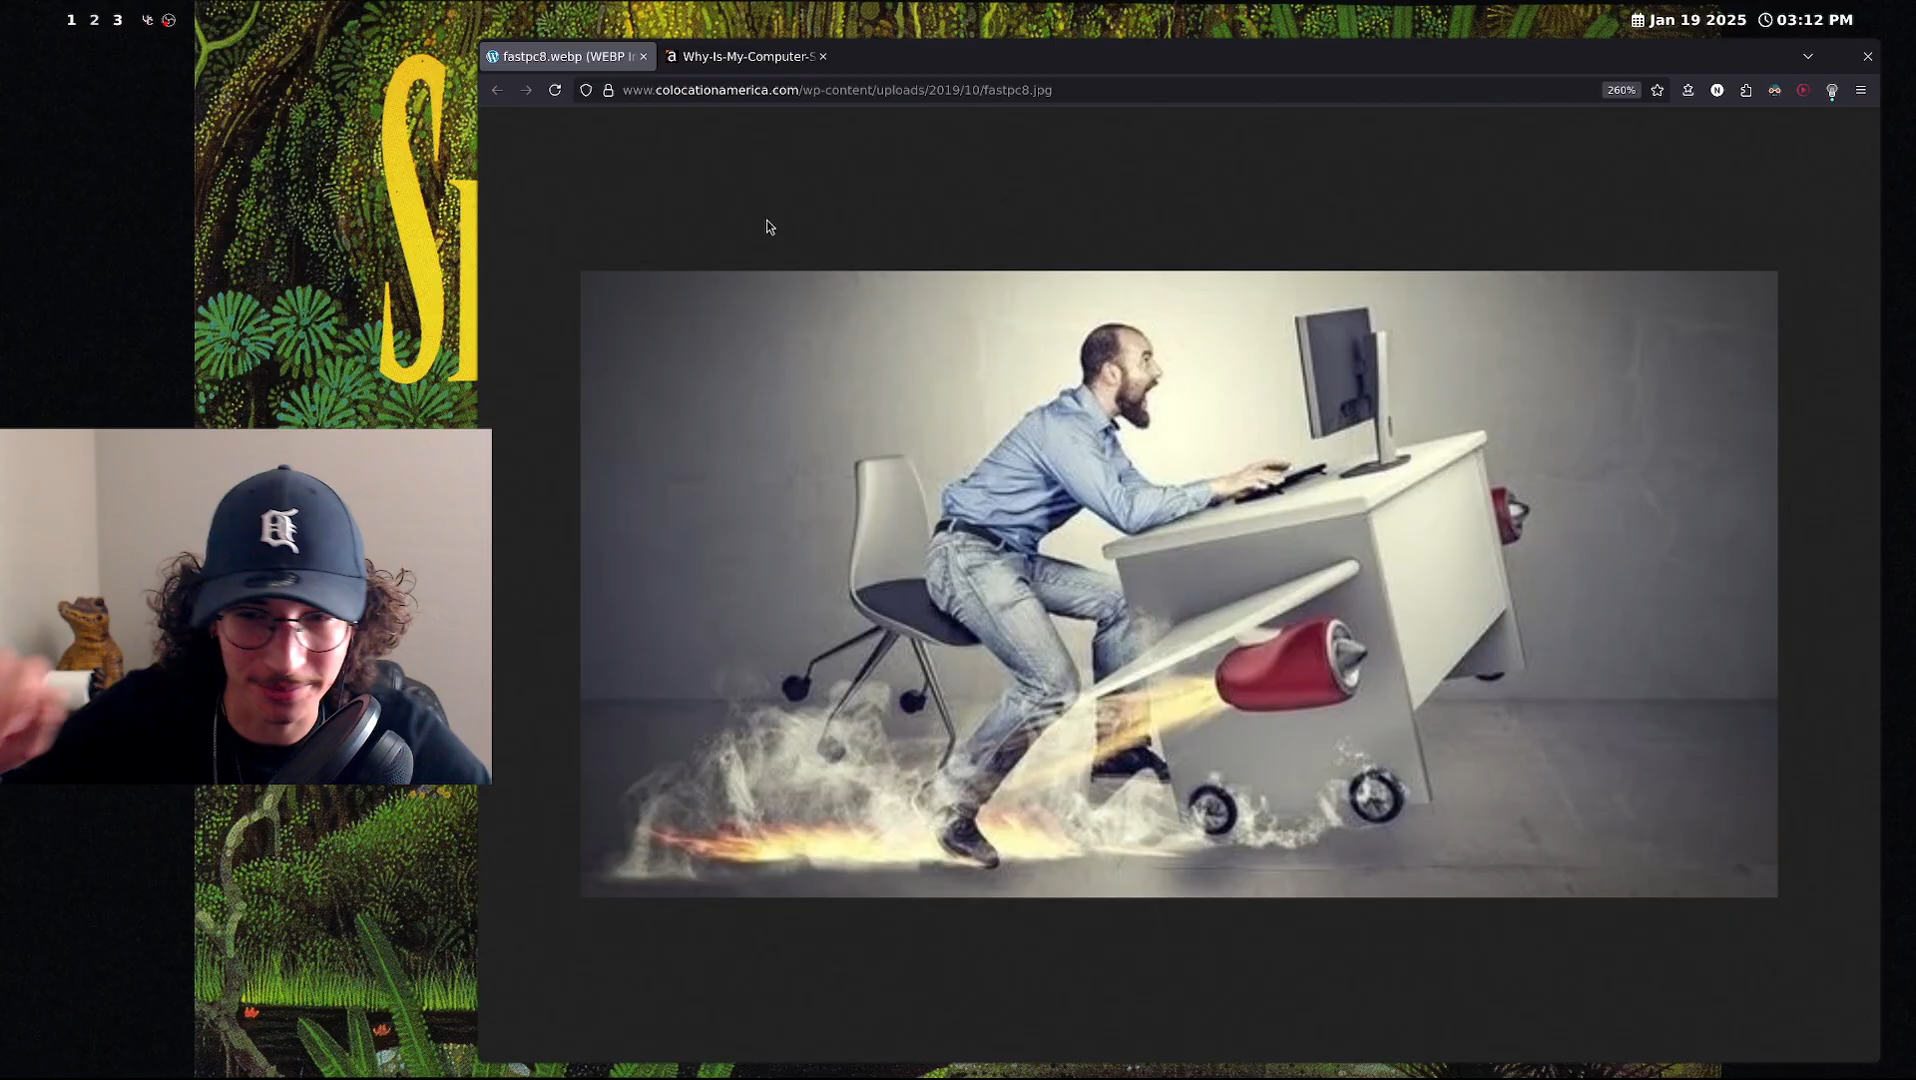 1 2 3
Jan 19 2025 03:12 PM
fastpc8.webp (WEBP I
Why-Is-My-Computer-S
www.colocationamerica.com/wp-content/uploads/2019/10/fastpc8.jpg
260%
N
S